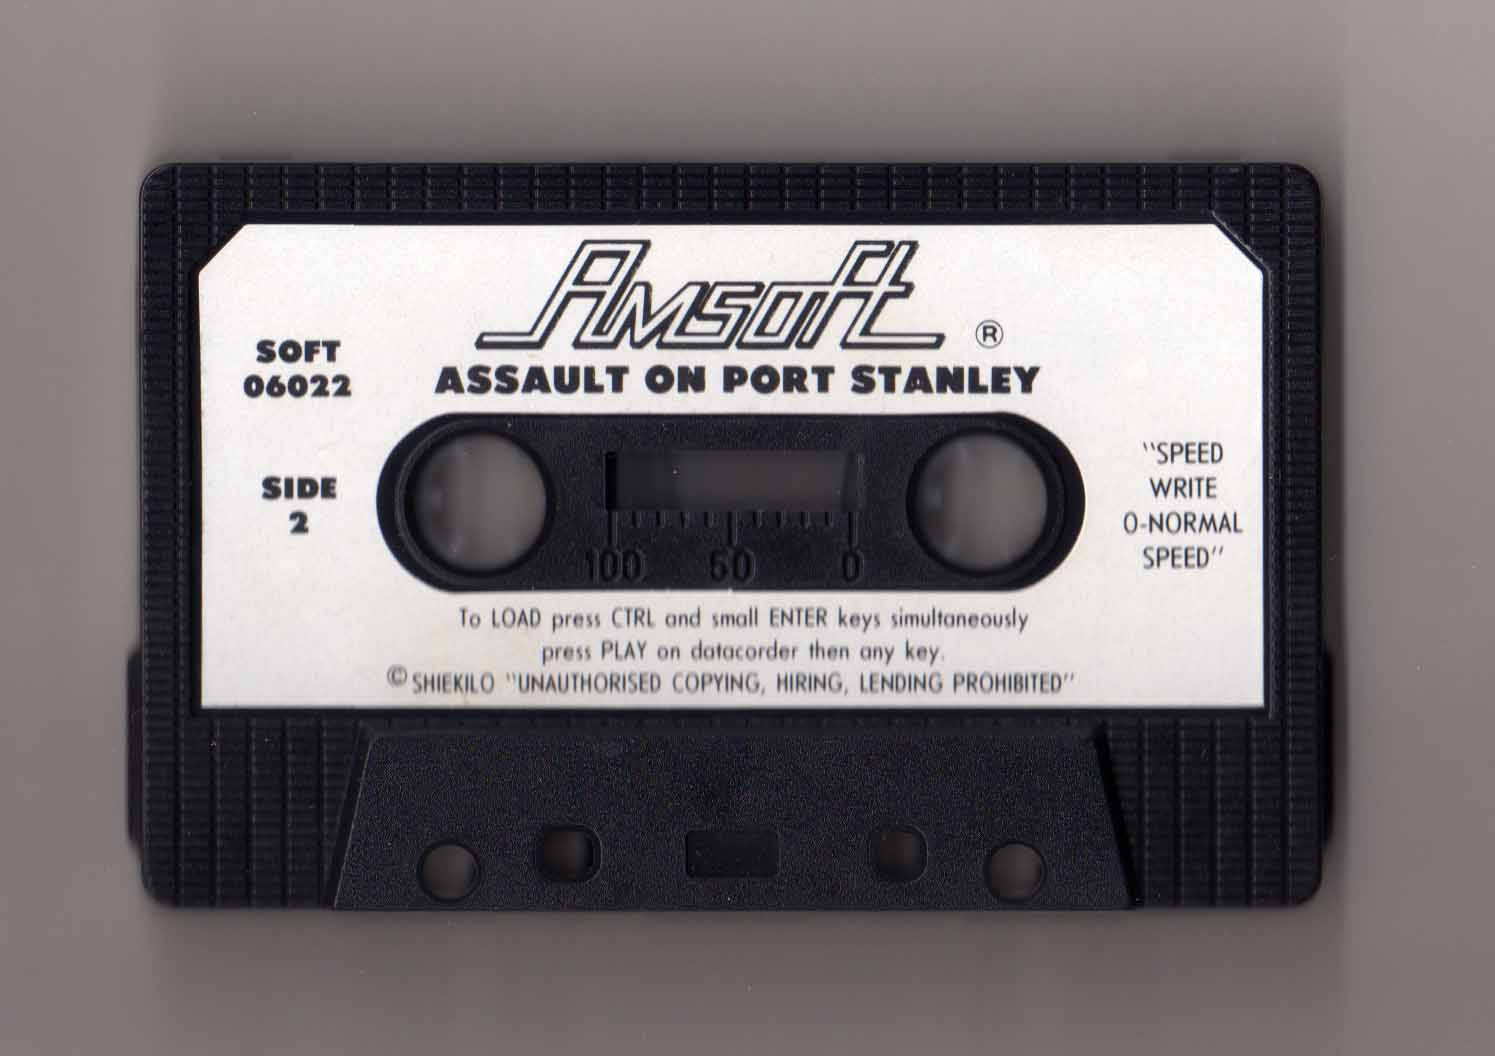 Amsoft ®
ASSAULT ON PORT STANLEY
SOFT
06022
SIDE
2
"SPEED
WRITE
0-NORMAL
SPEED"
100 50 0
To LOAD press CTRL and small ENTER keys simultaneously
press PLAY on datacorder then any key.
© SHIEKILO "UNAUTHORISED COPYING, HIRING, LENDING PROHIBITED"